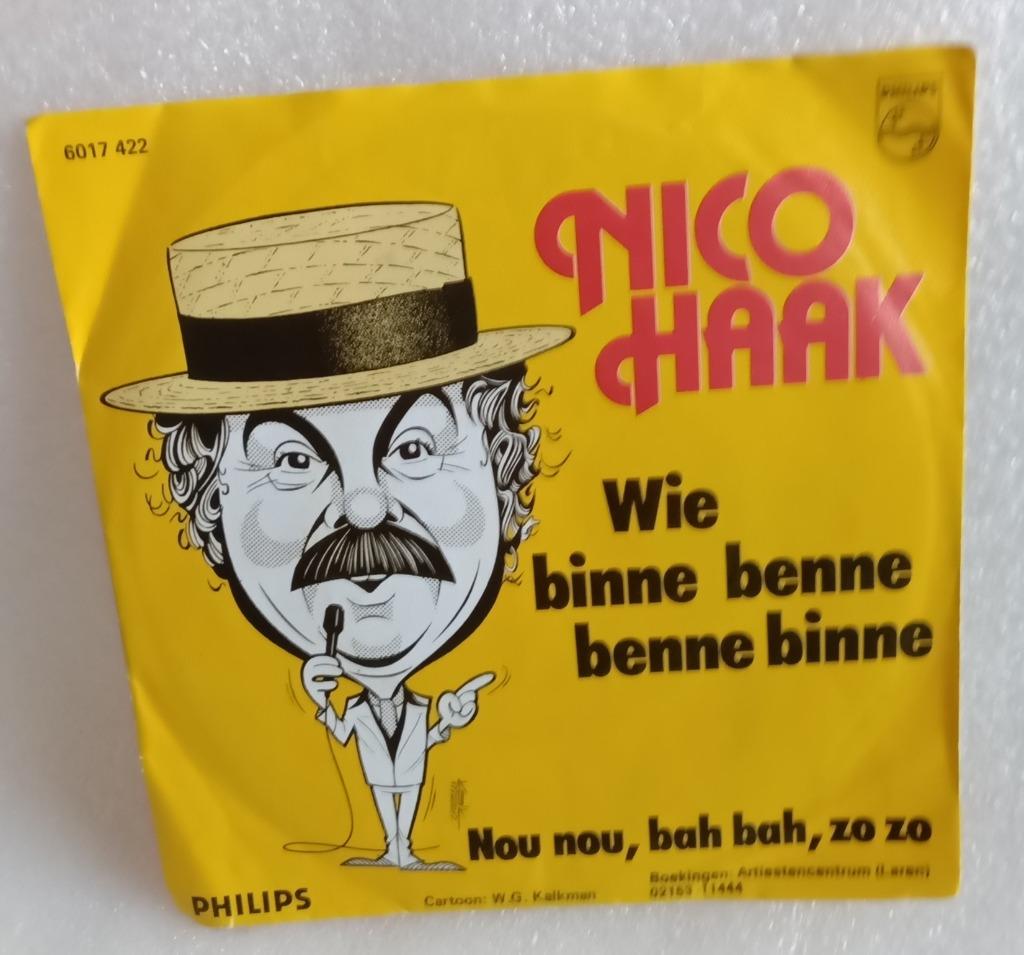 6017 422
PHILIPS
NICO
HAAK
Wie
binne benne
benne binne
Nou nou, bah bah, zo zo
Boekingen: Artiestencentrum (Laren)
02153 11444
Cartoon: W.G. Kalkman
PHILIPS